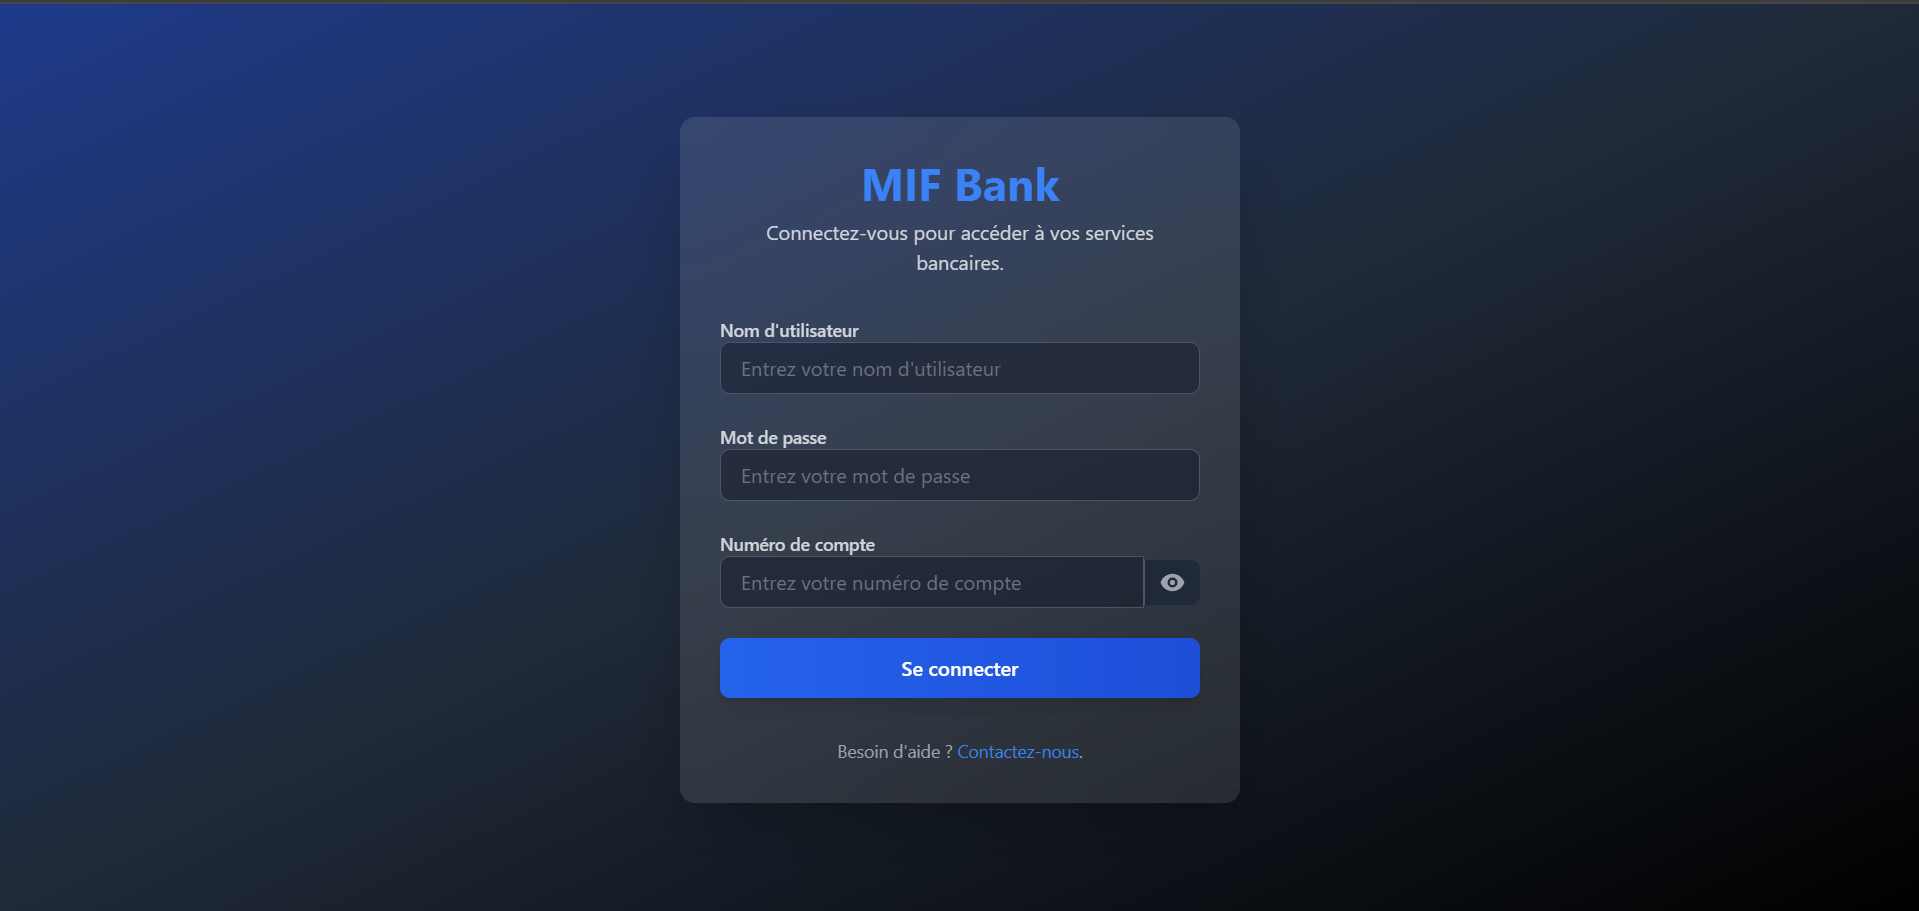 MIF Bank
Connectez-vous pour accéder à vos services
bancaires.
Nom d'utilisateur
Entrez votre nom d'utilisateur
Mot de passe
Entrez votre mot de passe
Numéro de compte
Entrez votre numéro de compte
Se connecter
Besoin d'aide ? Contactez-nous.